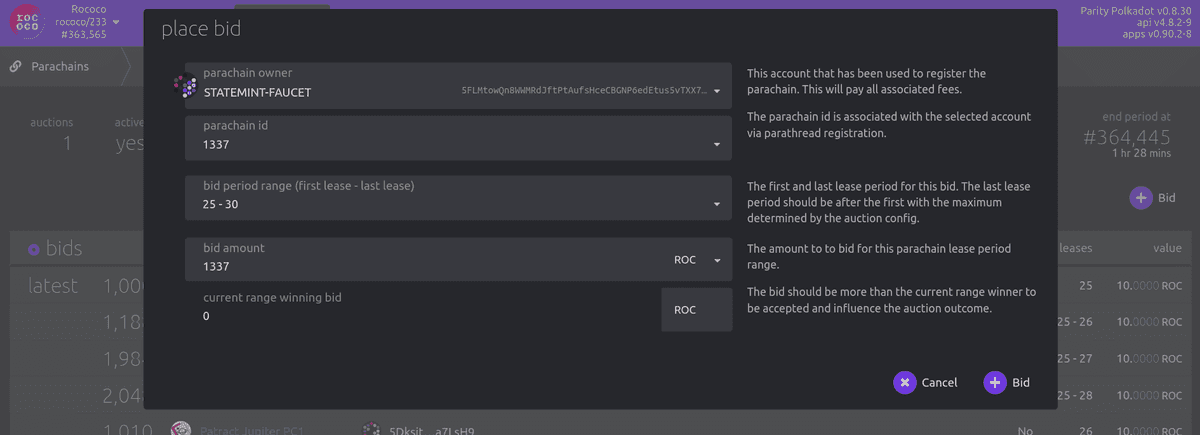 Rococo
rococo/233
#363,565
Parity Polkadot v0.8.30
api v4.8.2-9
apps v0.90.2-8
Parachains
auctions
1
active
yes
end period at
#364,445
1 hr 28 mins
Bid
place bid
parachain owner
STATEMINT-FAUCET
5FLMtowQnBWWMRdJftPtAufsHceCBGNP6edEtus5vTXX7…
This account that has been used to register the
parachain. This will pay all associated fees.
parachain id
1337
The parachain id is associated with the selected account
via parathread registration.
bid period range (first lease - last lease)
25 - 30
The first and last lease period for this bid. The last lease
period should be after the first with the maximum
determined by the auction config.
bid amount
1337
ROC
The amount to to bid for this parachain lease period
range.
current range winning bid
0
ROC
The bid should be more than the current range winner to
be accepted and influence the auction outcome.
Cancel
Bid
bids
leases value
latest 1,00 25 10.0000 ROC
1,18 25 - 26 10.0000 ROC
1,984 25 - 27 10.0000 ROC
2,04 25 - 28 10.0000 ROC
1,010 Pattract Jupiter PC1 5Dksit…a7LsH9 No 26 10.0000 ROC